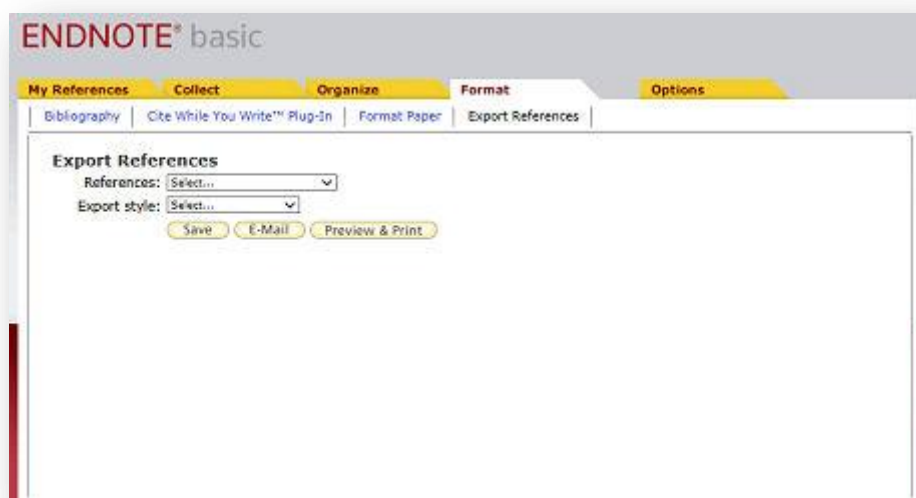 ENDNOTE® basic
My References Collect Organize Format Options
Bibliography | Cite While You Write™ Plug-In | Format Paper | Export References |
Export References
References: Select...
Export style: Select...
Save E-Mail Preview & Print